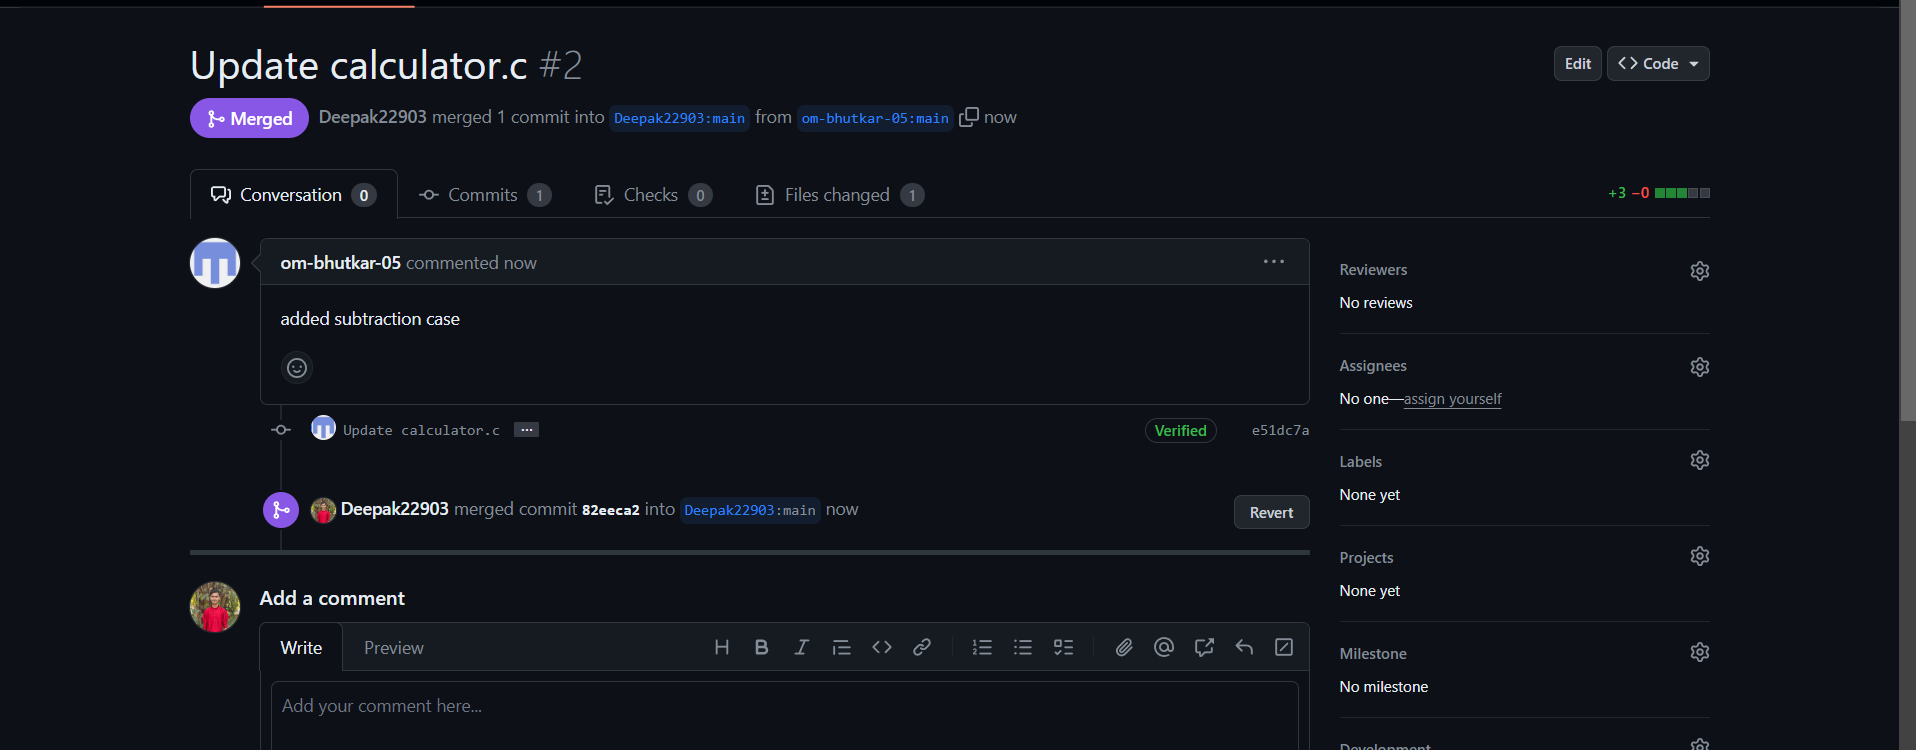 Update calculator.c #2
Edit
Code
Merged
Deepak22903 merged 1 commit into Deepak22903:main from om-bhutkar-05:main now
Conversation 0
Commits 1
Checks 0
Files changed 1
+3 −0
om-bhutkar-05 commented now
added subtraction case
Update calculator.c ...
Verified
e51dc7a
Deepak22903 merged commit 82eeca2 into Deepak22903:main now
Revert
Add a comment
Write
Preview
Add your comment here...
Reviewers
No reviews
Assignees
No one—assign yourself
Labels
None yet
Projects
None yet
Milestone
No milestone
Development